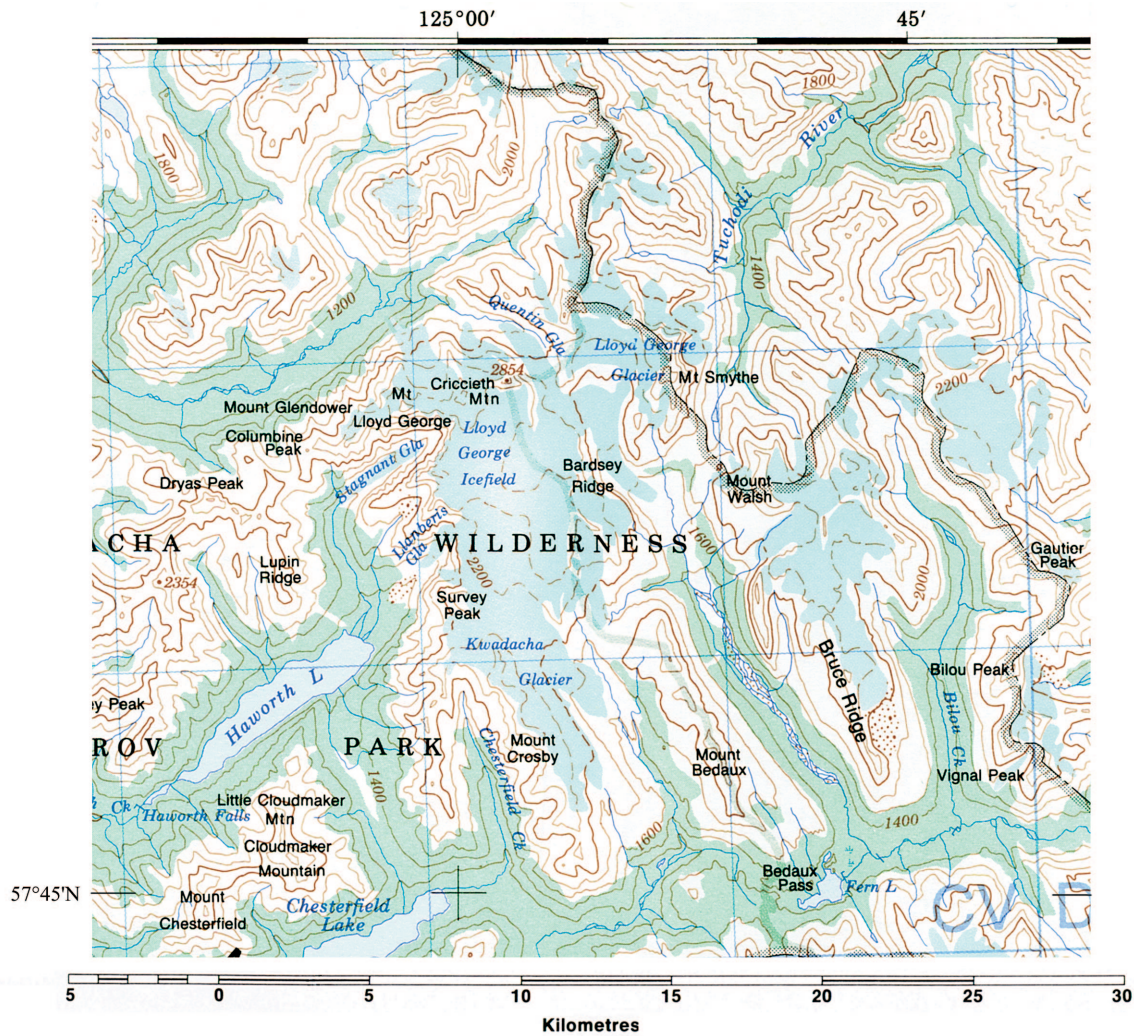 125°00′
45′
1800
1800
2000
River
Tuchodi
1400
1200
Quentin Gla
Lloyd George
Glacier
Mt Smythe
2854
Criccieth
Mtn
Mt
Lloyd George
2200
Mount Glendower
Columbine
Peak
Lloyd
George
Icefield
Stagnant Gla
Bardsey
Ridge
Dryas Peak
Mount
Walsh
Llanberis
Gla
ACHA
WILDERNESS
1600
Gautier
Peak
Lupin
Ridge
2354
2200
2000
Survey
Peak
Kwadacha
Glacier
Bruce Ridge
Bilou Peak
Bilou Ck
Haworth L
ey Peak
ROV
PARK
Chesterfield Ck
Mount
Crosby
Mount
Bedaux
Vignal Peak
1400
h Ck
Haworth Falls
Little Cloudmaker
Mtn
1400
1600
Cloudmaker
Mountain
Bedaux
Pass
Fern L
57°45′N
Mount
Chesterfield
Chesterfield
Lake
CV D
5 0 5 10 15 20 25 30
Kilometres